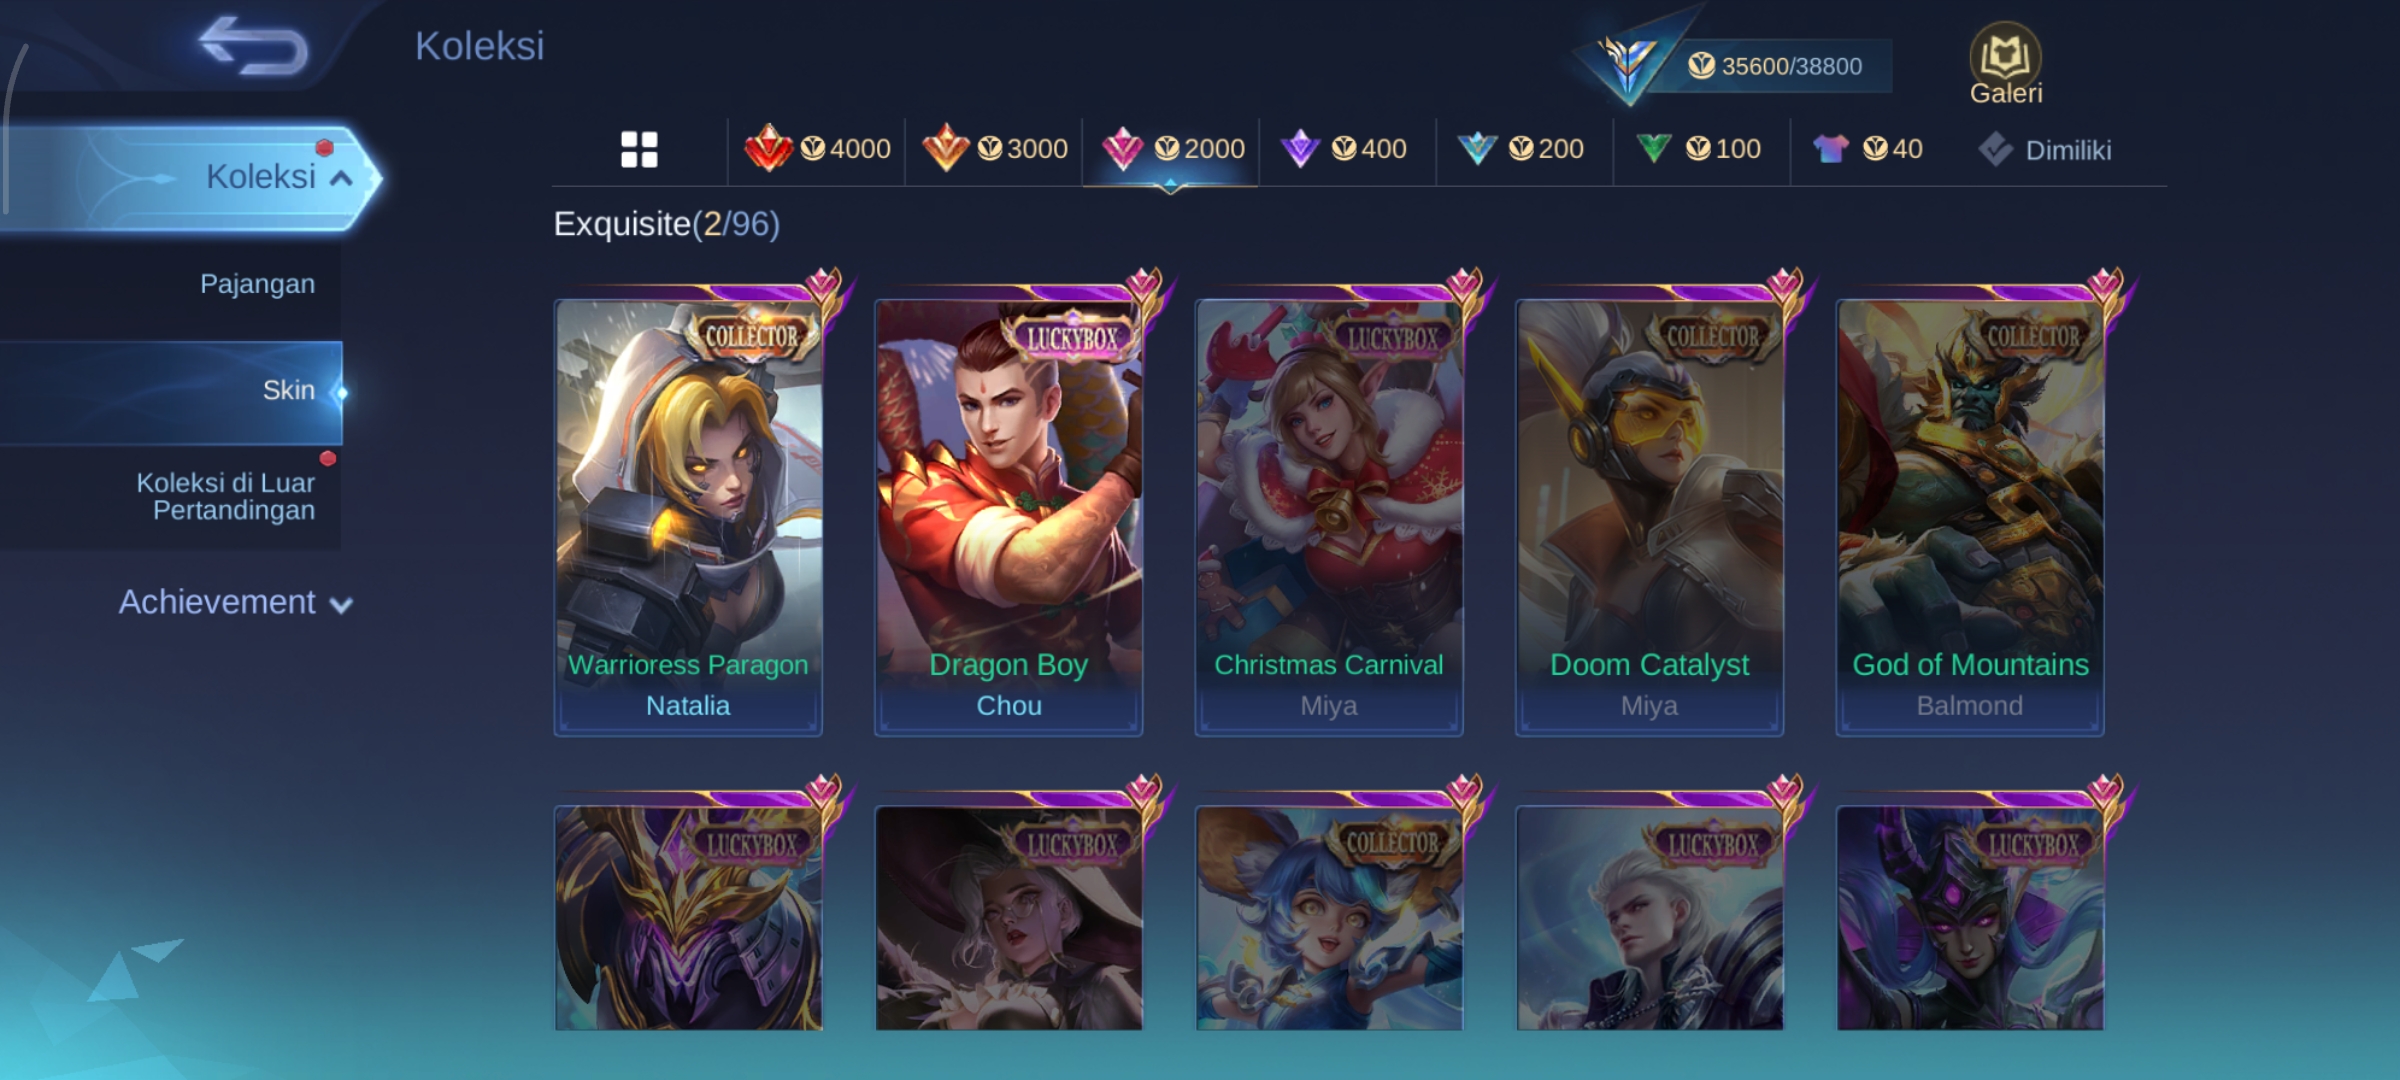 Koleksi
35600/38800
Galeri
4000
3000
2000
400
200
100
40
Dimiliki
Koleksi
Pajangan
Skin
Koleksi di Luar
Pertandingan
Achievement
Exquisite(2/96)
COLLECTOR
Warrioress Paragon
Natalia
LUCKYBOX
Dragon Boy
Chou
LUCKYBOX
Christmas Carnival
Miya
COLLECTOR
Doom Catalyst
Miya
COLLECTOR
God of Mountains
Balmond
LUCKYBOX
LUCKYBOX
COLLECTOR
LUCKYBOX
LUCKYBOX